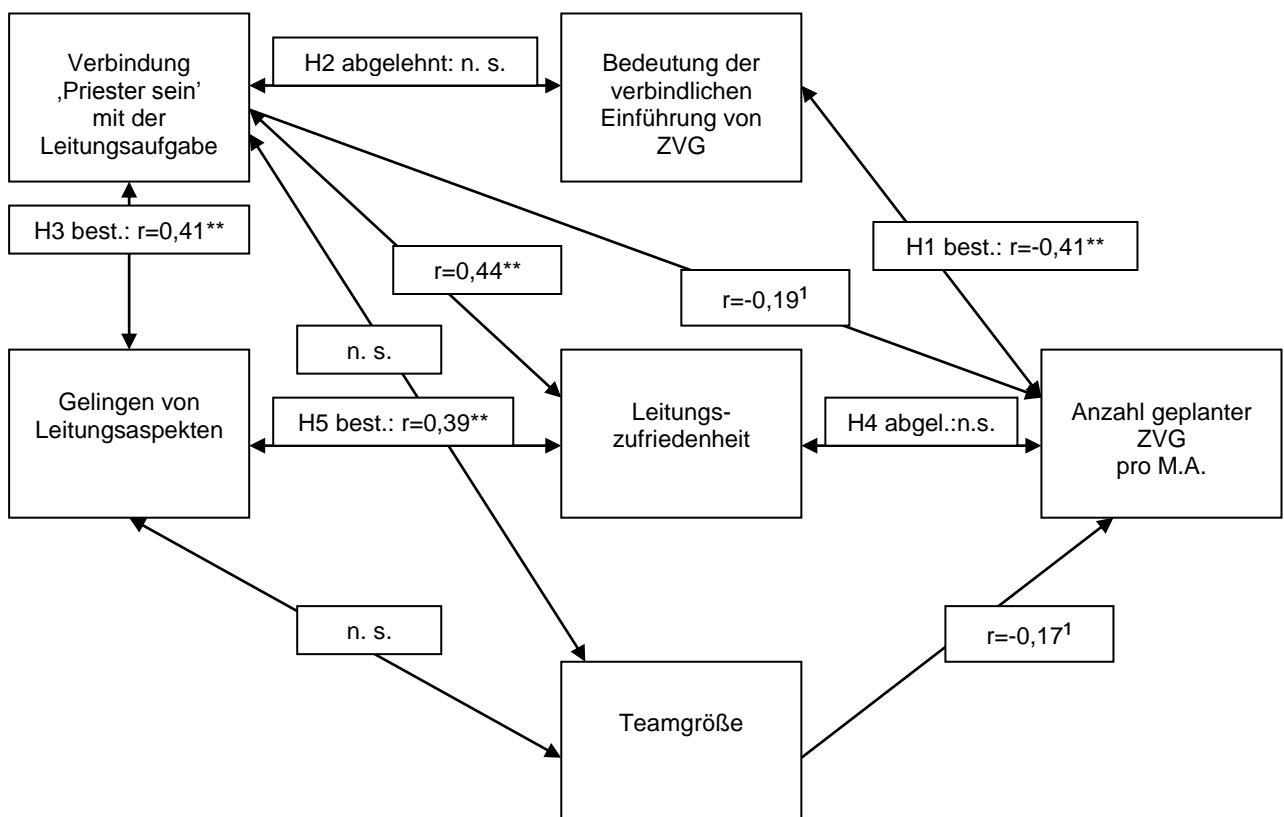 Verbindung
‚Priester sein’
mit der
Leitungsaufgabe
H2 abgelehnt: n. s.
Bedeutung der
verbindlichen
Einführung von
ZVG
H3 best.: r=0,41**
r=0,44**
r=-0,19¹
H1 best.: r=-0,41**
n. s.
Gelingen von
Leitungsaspekten
H5 best.: r=0,39**
Leitungs-
zufriedenheit
H4 abgel.:n.s.
Anzahl geplanter
ZVG
pro M.A.
n. s.
r=-0,17¹
Teamgröße